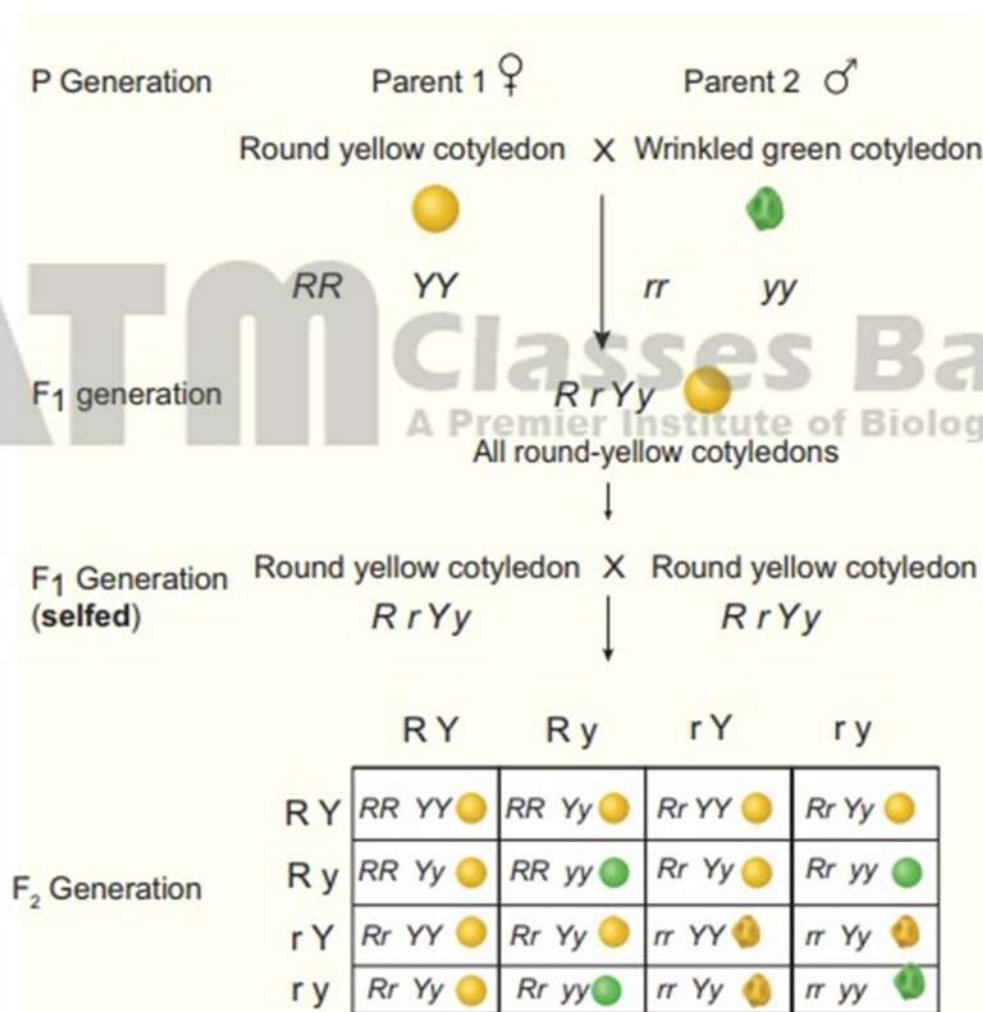 P Generation Parent 1 ♀ Parent 2 ♂
Round yellow cotyledon X Wrinkled green cotyledon
RR YY rr yy
ATM Classes Ba
F1 generation R r Y y
A Premier Institute of Biolog
All round-yellow cotyledons
F1 Generation Round yellow cotyledon X Round yellow cotyledon
(selfed) R r Y y R r Y y
R Y R y r Y r y
R Y RR YY RR Yy Rr YY Rr Yy
R y RR Yy RR yy Rr Yy Rr yy
F2 Generation
r Y Rr YY Rr Yy rr YY rr Yy
r y Rr Yy Rr yy rr Yy rr yy